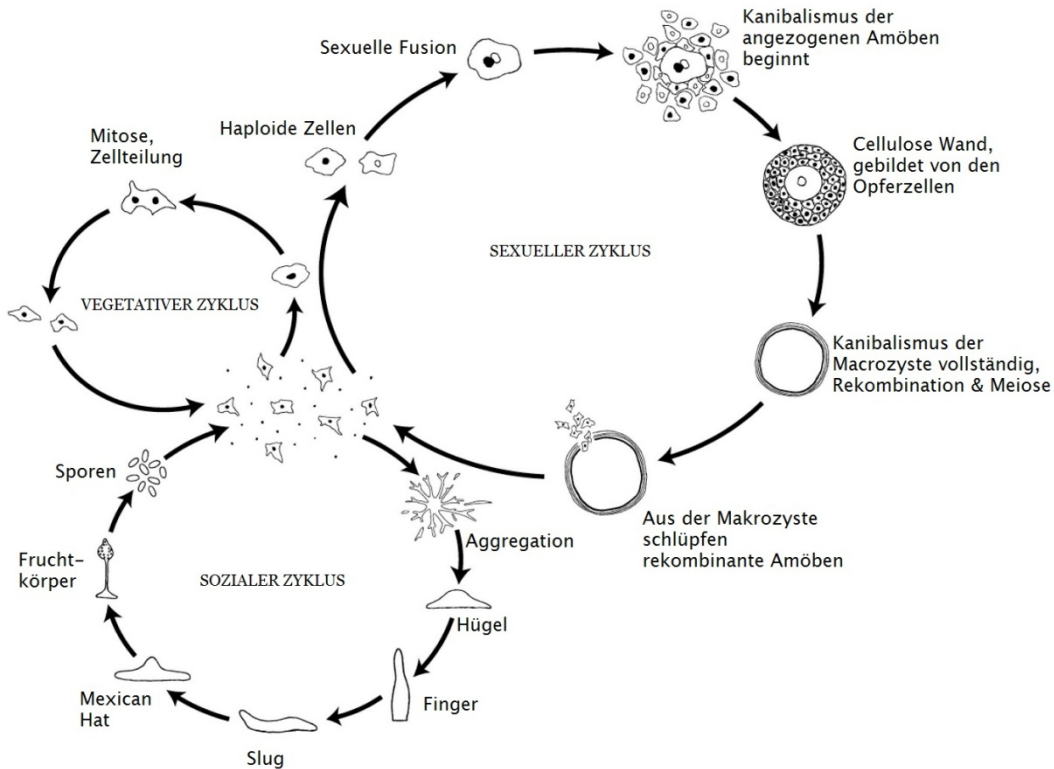 Kanibalismus der
angezogenen Amöben
beginnt
Sexuelle Fusion
Haploide Zellen
Mitose,
Zellteilung
Cellulose Wand,
gebildet von den
Opferzellen
SEXUELLER ZYKLUS
VEGETATIVER ZYKLUS
Kanibalismus der
Macrozyste vollständig,
Rekombination & Meiose
Aus der Makrozyste
schlüpfen
rekombinante Amöben
Sporen
Aggregation
Frucht-
körper
SOZIALER ZYKLUS
Hügel
Finger
Mexican
Hat
Slug